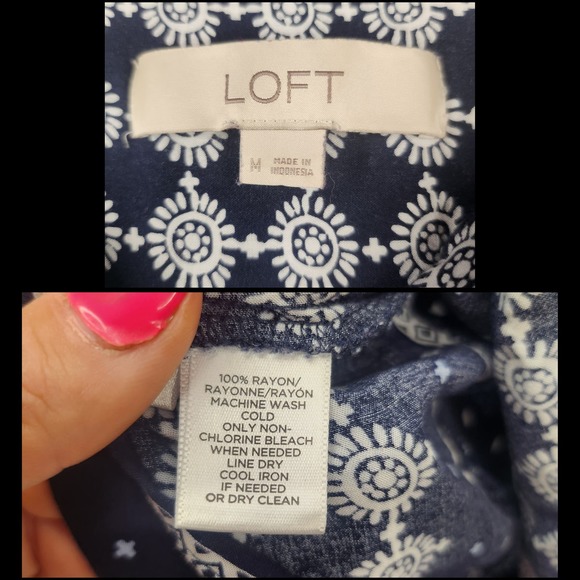 LOFT
M
MADE IN
INDONESIA
100% RAYON/
RAYONNE/RAYÓN
MACHINE WASH
COLD
ONLY NON-
CHLORINE BLEACH
WHEN NEEDED
LINE DRY
COOL IRON
IF NEEDED
OR DRY CLEAN